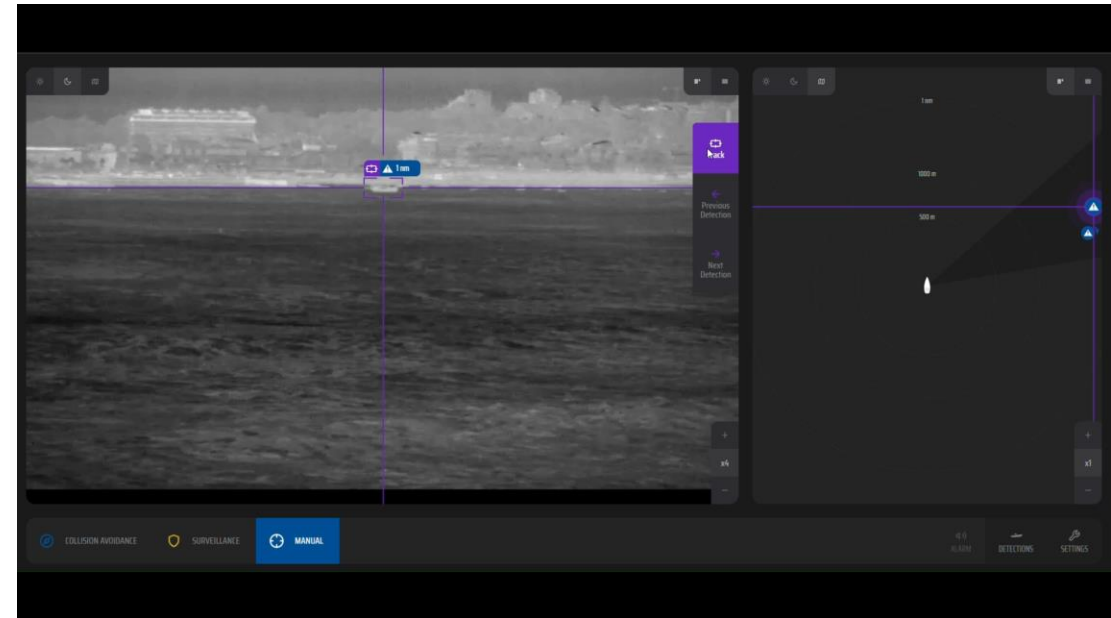 1 nm
Track
Previous
Detection
Next
Detection
x4
1 nm
1000 m
500 m
x1
COLLISION AVOIDANCE
SURVEILLANCE
MANUAL
ALARM
DETECTIONS
SETTINGS